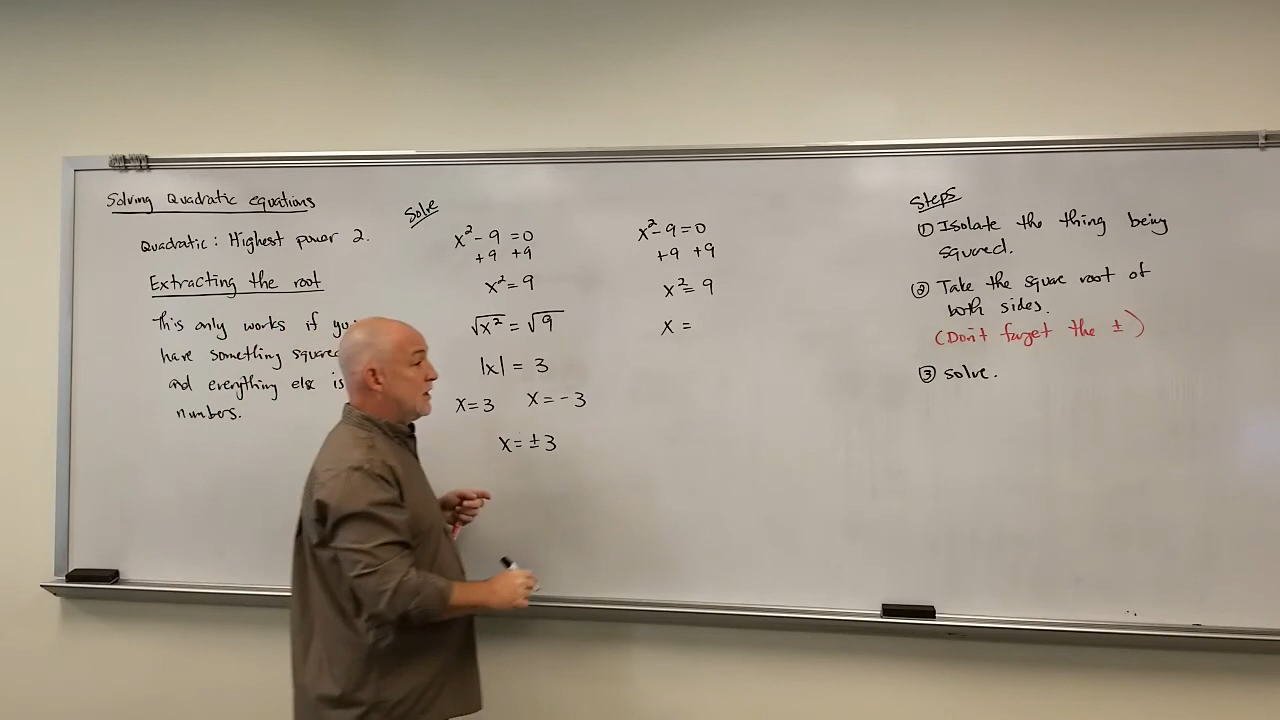 Solving Quadratic equations
Quadratic: Highest power 2.
Extracting the root
This only works if
have something
and everything else is
numbers.
Solve
x² - 9 = 0
+9 +9
x² = 9
√x² = √9
|x| = 3
x = 3 x = -3
x = ± 3
x² - 9 = 0
+9 +9
x² = 9
x =
Steps
① Isolate the thing being
squared.
② Take the square root of
both sides.
(Don't forget the ±)
③ solve.